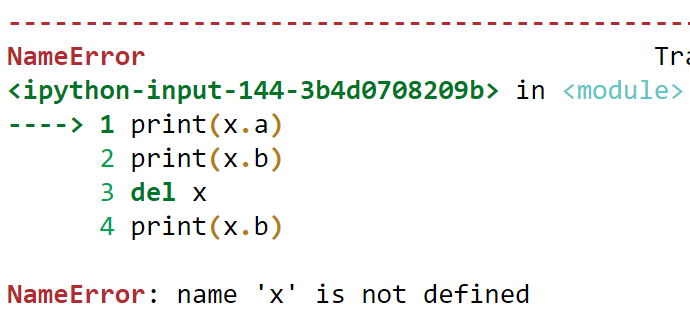 ---------------------------------------------
NameError Tra
<ipython-input-144-3b4d0708209b> in <module>
----> 1 print(x.a)
2 print(x.b)
3 del x
4 print(x.b)
NameError: name 'x' is not defined